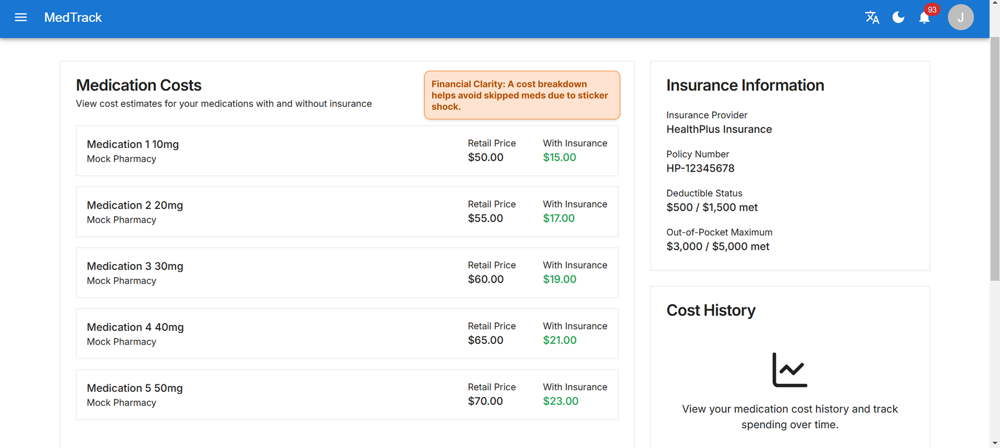 MedTrack
93
J
Medication Costs
View cost estimates for your medications with and without insurance
Financial Clarity: A cost breakdown
helps avoid skipped meds due to sticker
shock.
Medication 1 10mg
Mock Pharmacy
Retail Price
$50.00
With Insurance
$15.00
Medication 2 20mg
Mock Pharmacy
Retail Price
$55.00
With Insurance
$17.00
Medication 3 30mg
Mock Pharmacy
Retail Price
$60.00
With Insurance
$19.00
Medication 4 40mg
Mock Pharmacy
Retail Price
$65.00
With Insurance
$21.00
Medication 5 50mg
Mock Pharmacy
Retail Price
$70.00
With Insurance
$23.00
Insurance Information
Insurance Provider
HealthPlus Insurance
Policy Number
HP-12345678
Deductible Status
$500 / $1,500 met
Out-of-Pocket Maximum
$3,000 / $5,000 met
Cost History
View your medication cost history and track
spending over time.